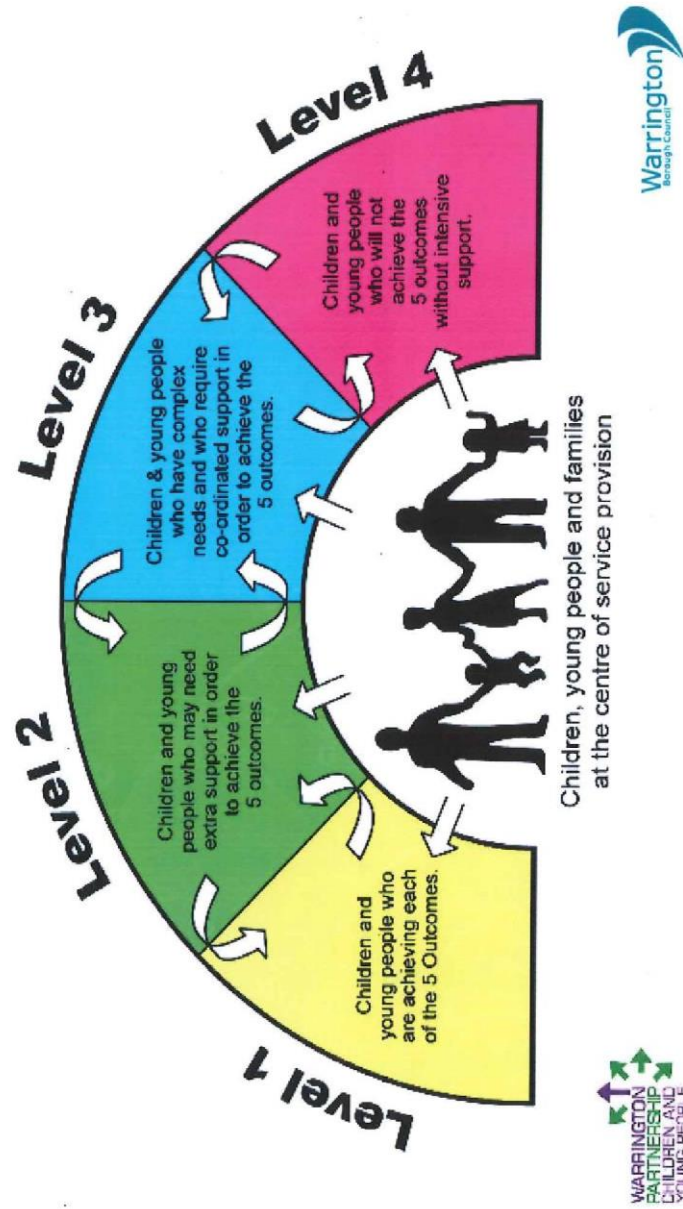 Level 1
Children and
young people who
are achieving each
of the 5 Outcomes.
Level 2
Children and young
people who may need
extra support in order
to achieve the
5 outcomes.
Level 3
Children & young people
who have complex
needs and who require
co-ordinated support in
order to achieve the
5 outcomes.
Level 4
Children and
young people
who will not
achieve the
5 outcomes
without intensive
support.
Children, young people and families
at the centre of service provision
WARRINGTON
PARTNERSHIP
CHILDREN AND
YOUNG PEOPLE
Warrington
Borough Council